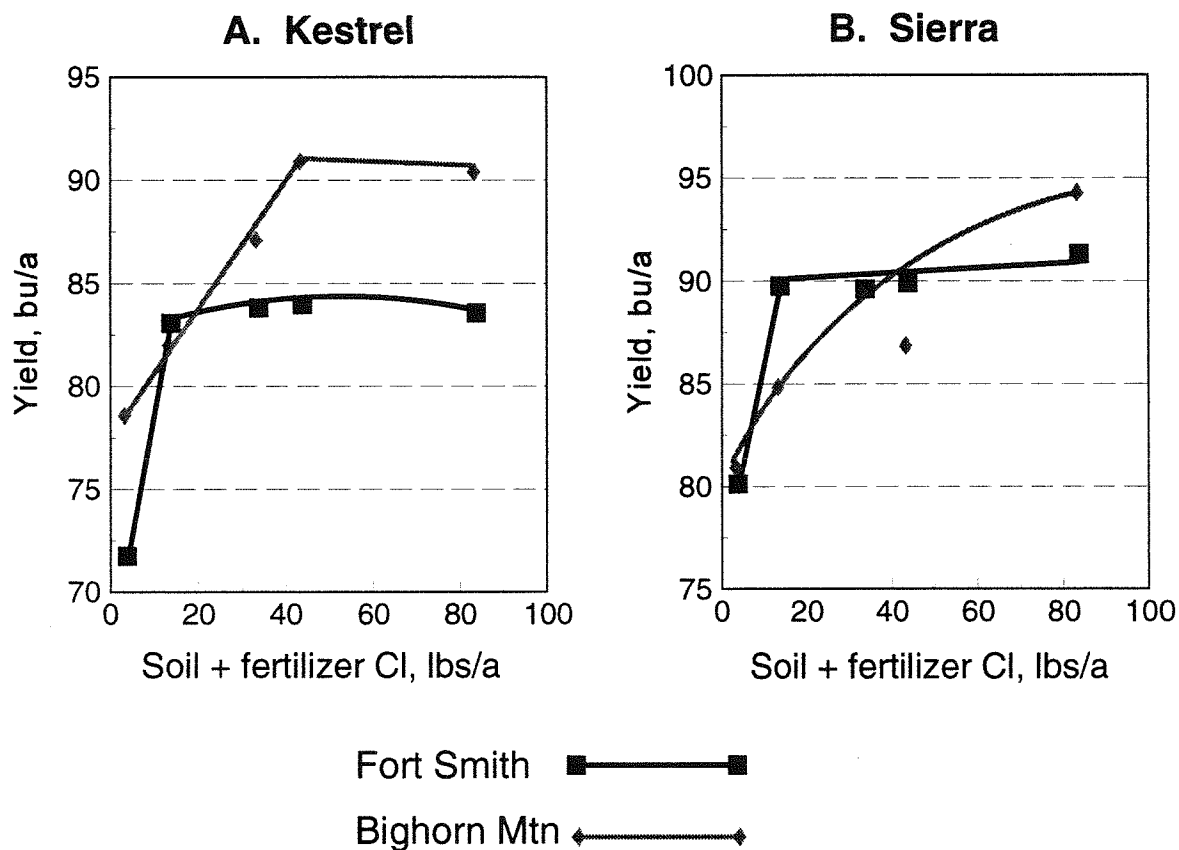 A. Kestrel
95
90
85
80
75
70
Yield, bu/a
0 20 40 60 80 100
Soil + fertilizer Cl, lbs/a
B. Sierra
100
95
90
85
80
75
Yield, bu/a
0 20 40 60 80 100
Soil + fertilizer Cl, lbs/a
Fort Smith
Bighorn Mtn